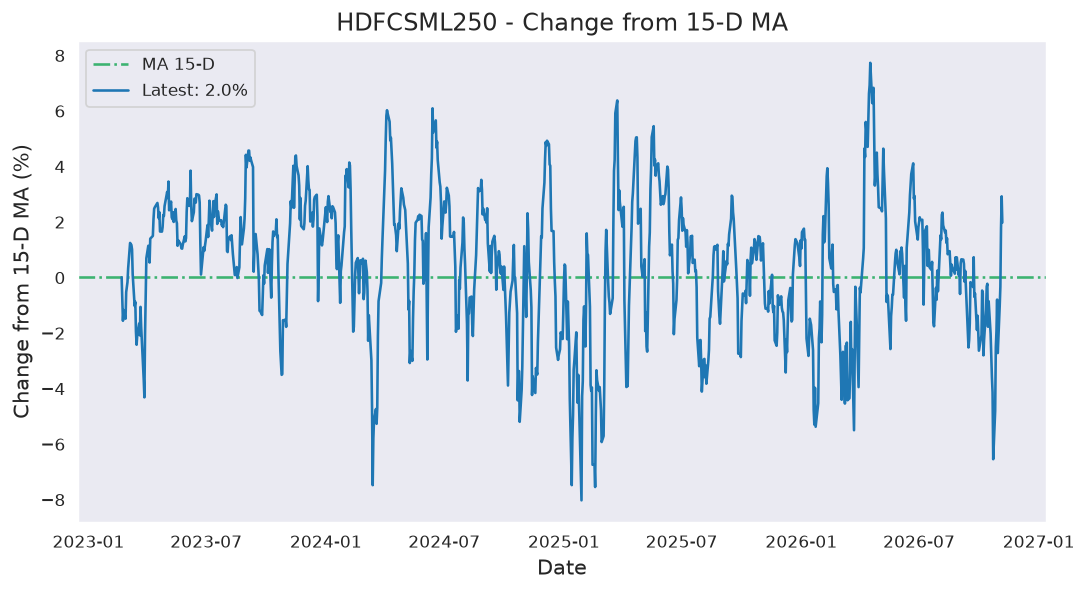 HDFCSML250 - Change from 15-D MA
MA 15-D
Latest: 2.0%
Change from 15-D MA (%)
8
6
4
2
0
−2
−4
−6
−8
2023-01 2023-07 2024-01 2024-07 2025-01 2025-07 2026-01 2026-07 2027-01
Date